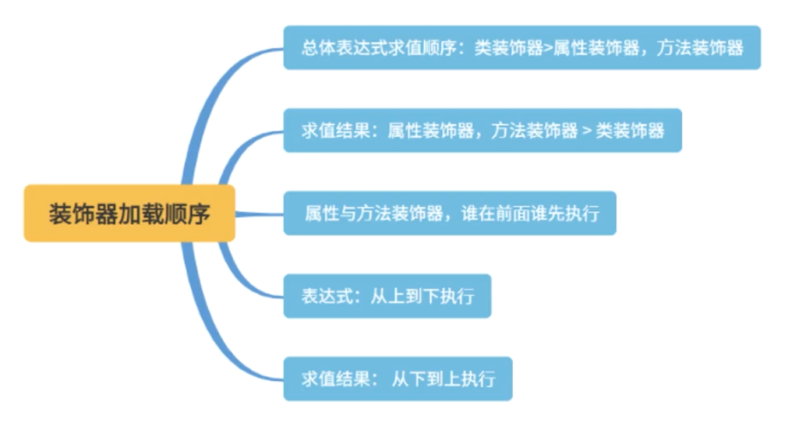 总体表达式求值顺序：类装饰器>属性装饰器，方法装饰器
求值结果：属性装饰器，方法装饰器 > 类装饰器
装饰器加载顺序
属性与方法装饰器，谁在前面谁先执行
表达式：从上到下执行
求值结果： 从下到上执行